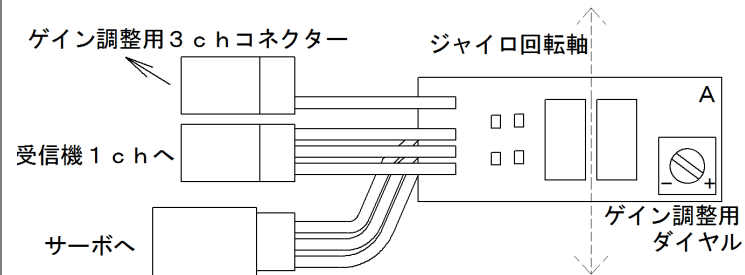 ゲイン調整用３ｃｈコネクター
ジャイロ回転軸
A
受信機１ｃｈへ
− +
ゲイン調整用
ダイヤル
サーボへ